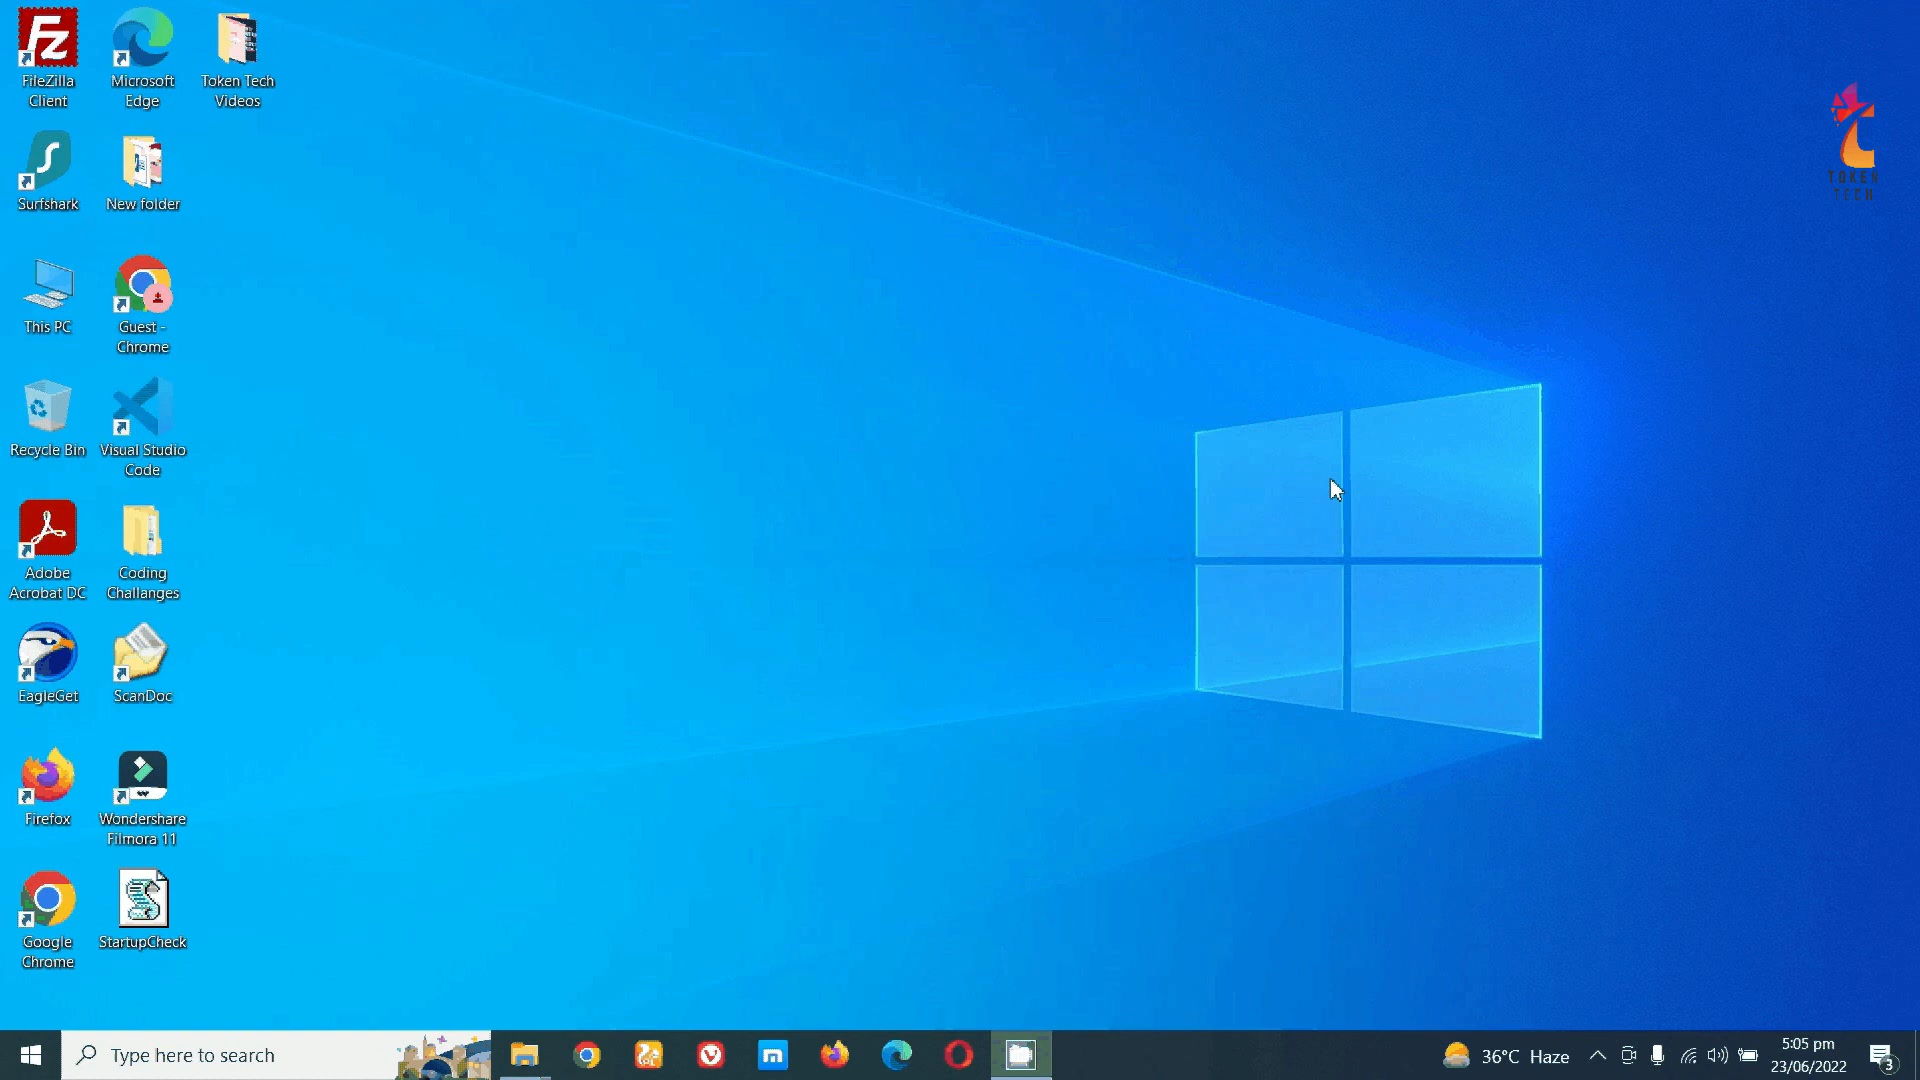 FileZilla
Client
Microsoft
Edge
Token Tech
Videos
Surfshark
New folder
This PC
Guest -
Chrome
Recycle Bin
Visual Studio
Code
Adobe
Acrobat DC
Coding
Challanges
EagleGet
ScanDoc
Firefox
Wondershare
Filmora 11
Google
Chrome
StartupCheck
TOKEN
TECH
Type here to search
36°C Haze
5:05 pm
23/06/2022
3